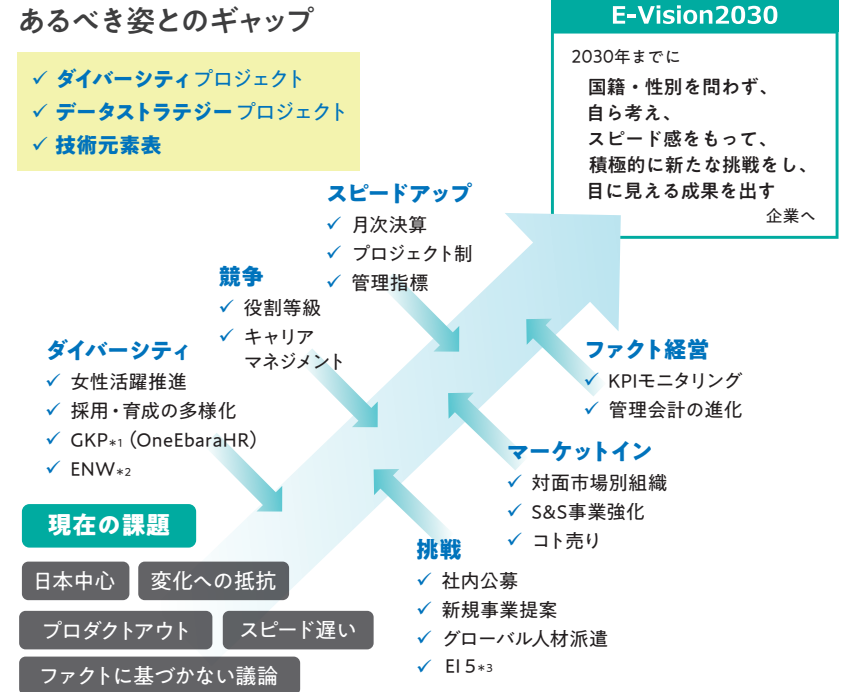 あるべき姿とのギャップ
✓ ダイバーシティプロジェクト
✓ データストラテジープロジェクト
✓ 技術元素表
E-Vision2030
2030年までに
国籍・性別を問わず、
自ら考え、
スピード感をもって、
積極的に新たな挑戦をし、
目に見える成果を出す
企業へ
スピードアップ
✓ 月次決算
✓ プロジェクト制
✓ 管理指標
競争
✓ 役割等級
✓ キャリア
マネジメント
ダイバーシティ
✓ 女性活躍推進
✓ 採用・育成の多様化
✓ GKP*1（OneEbaraHR）
✓ ENW*2
ファクト経営
✓ KPIモニタリング
✓ 管理会計の進化
マーケットイン
✓ 対面市場別組織
✓ S&S事業強化
✓ コト売り
挑戦
✓ 社内公募
✓ 新規事業提案
✓ グローバル人材派遣
✓ EI 5*3
現在の課題
日本中心
変化への抵抗
プロダクトアウト
スピード遅い
ファクトに基づかない議論